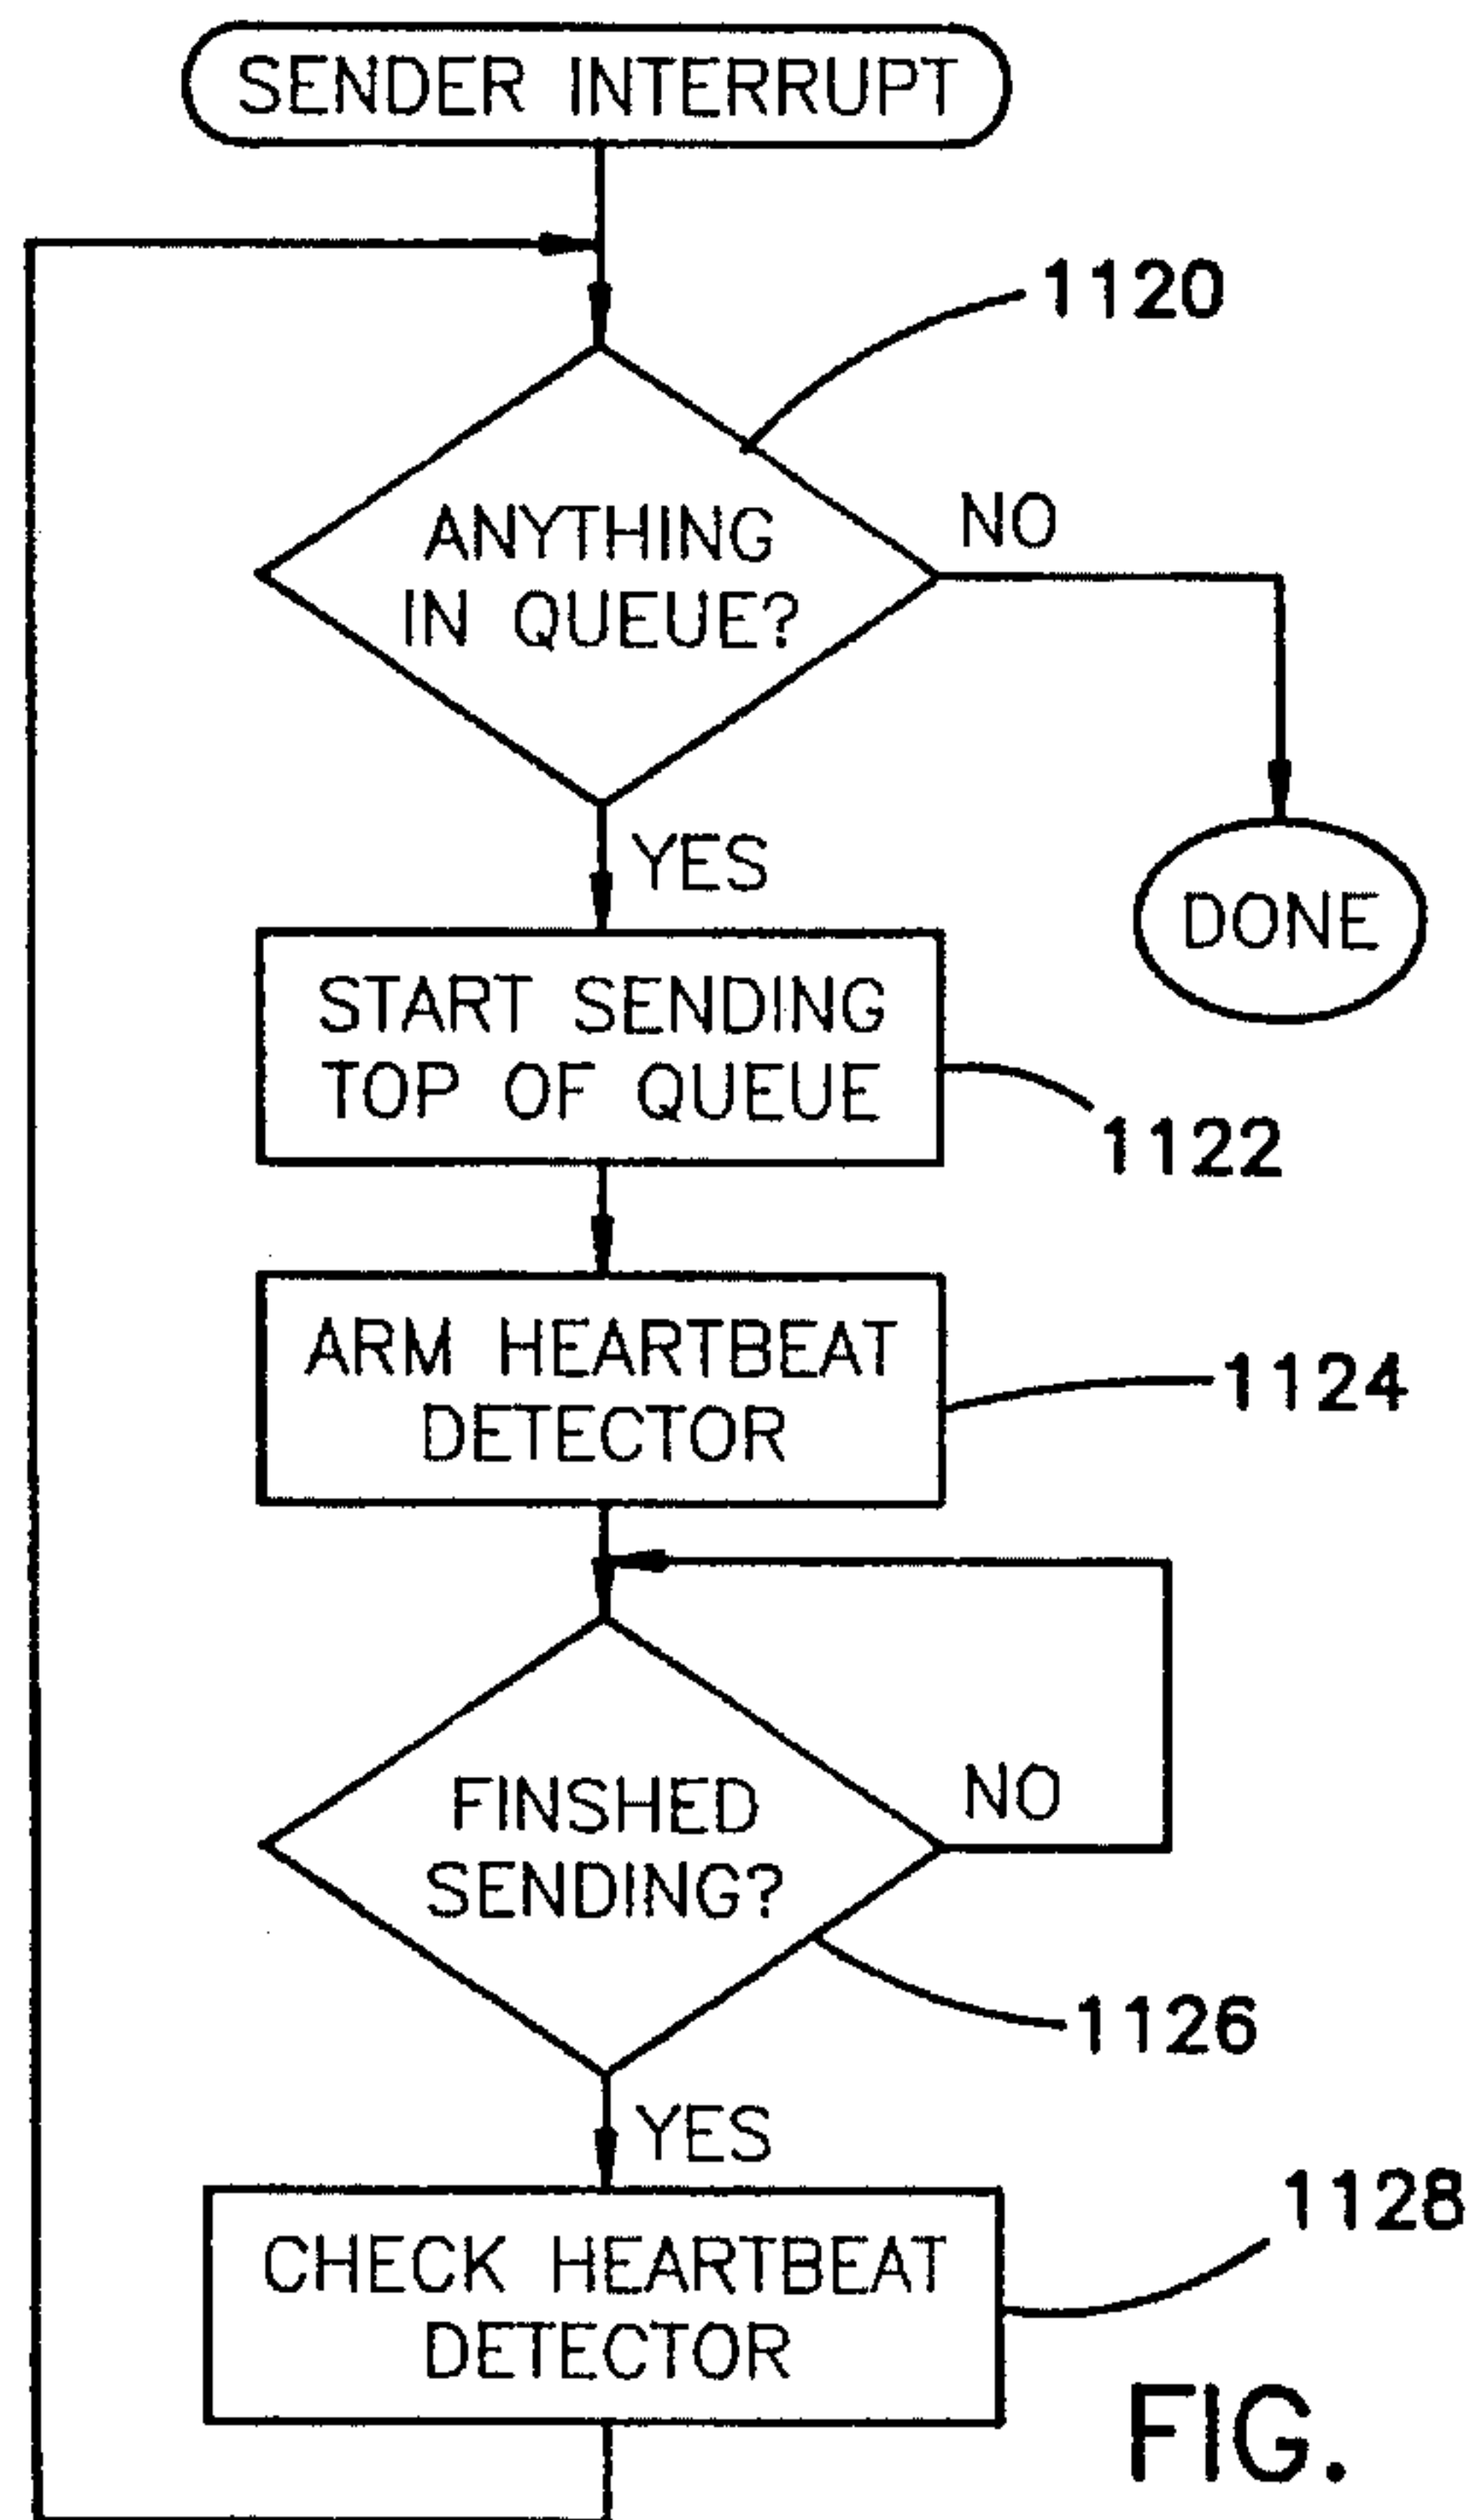 SENDER INTERRUPT
1120
ANYTHING
IN QUEUE?
NO
YES
DONE
START SENDING
TOP OF QUEUE
1122
ARM HEARTBEAT
DETECTOR
1124
FINSHED
SENDING?
NO
1126
YES
1128
CHECK HEARTBEAT
DETECTOR
FIG.